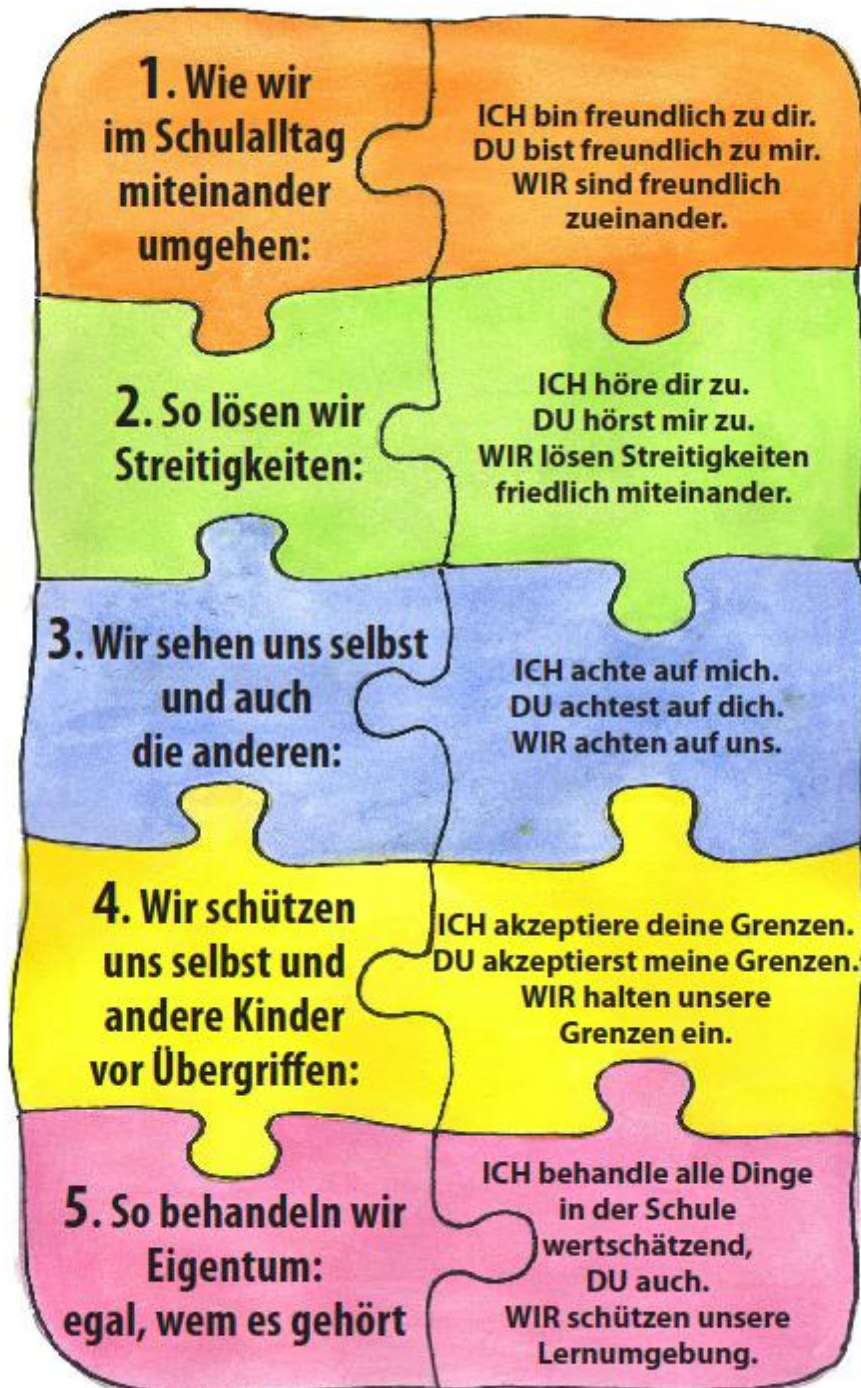 1. Wie wir
im Schulalltag
miteinander
umgehen:
ICH bin freundlich zu dir.
DU bist freundlich zu mir.
WIR sind freundlich
zueinander.
2. So lösen wir
Streitigkeiten:
ICH höre dir zu.
DU hörst mir zu.
WIR lösen Streitigkeiten
friedlich miteinander.
3. Wir sehen uns selbst
und auch
die anderen:
ICH achte auf mich.
DU achtest auf dich.
WIR achten auf uns.
4. Wir schützen
uns selbst und
andere Kinder
vor Übergriffen:
ICH akzeptiere deine Grenzen.
DU akzeptierst meine Grenzen.
WIR halten unsere
Grenzen ein.
5. So behandeln wir
Eigentum:
egal, wem es gehört
ICH behandle alle Dinge
in der Schule
wertschätzend,
DU auch.
WIR schützen unsere
Lernumgebung.